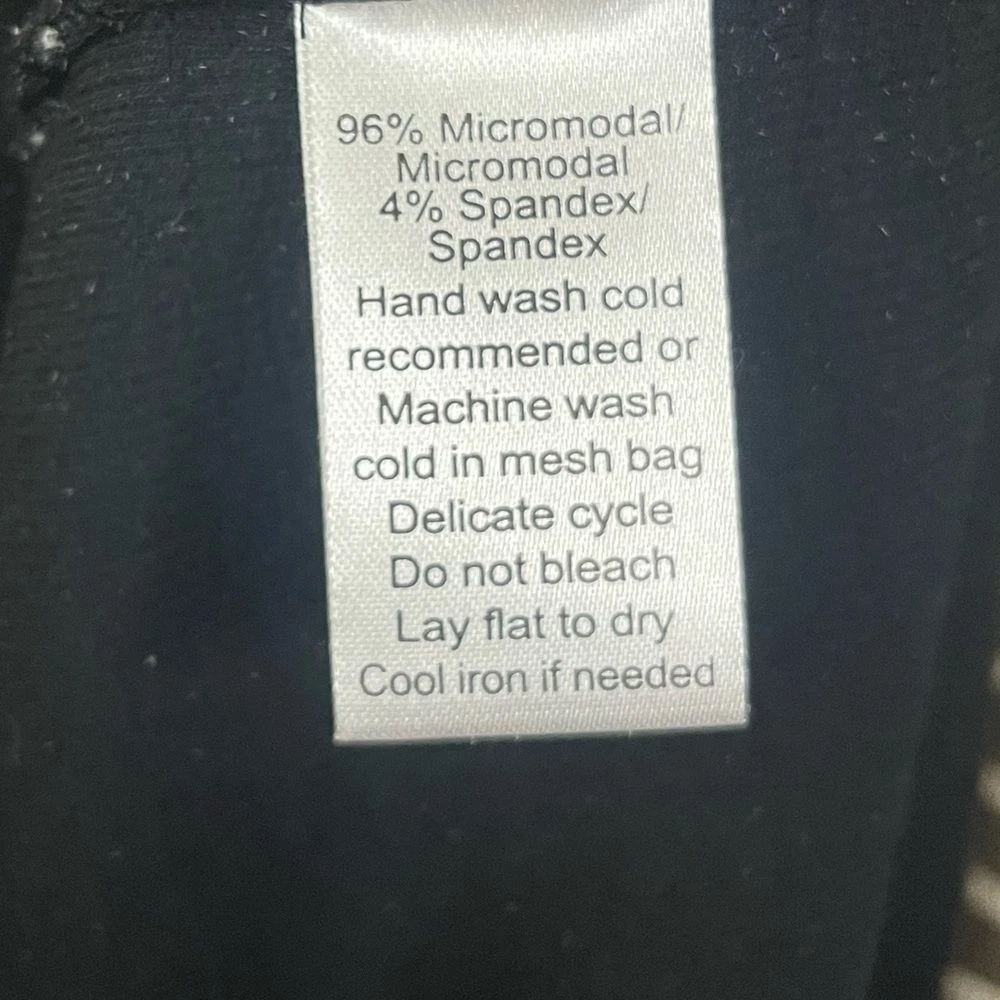 96% Micromodal/
Micromodal
4% Spandex/
Spandex
Hand wash cold
recommended or
Machine wash
cold in mesh bag
Delicate cycle
Do not bleach
Lay flat to dry
Cool iron if needed